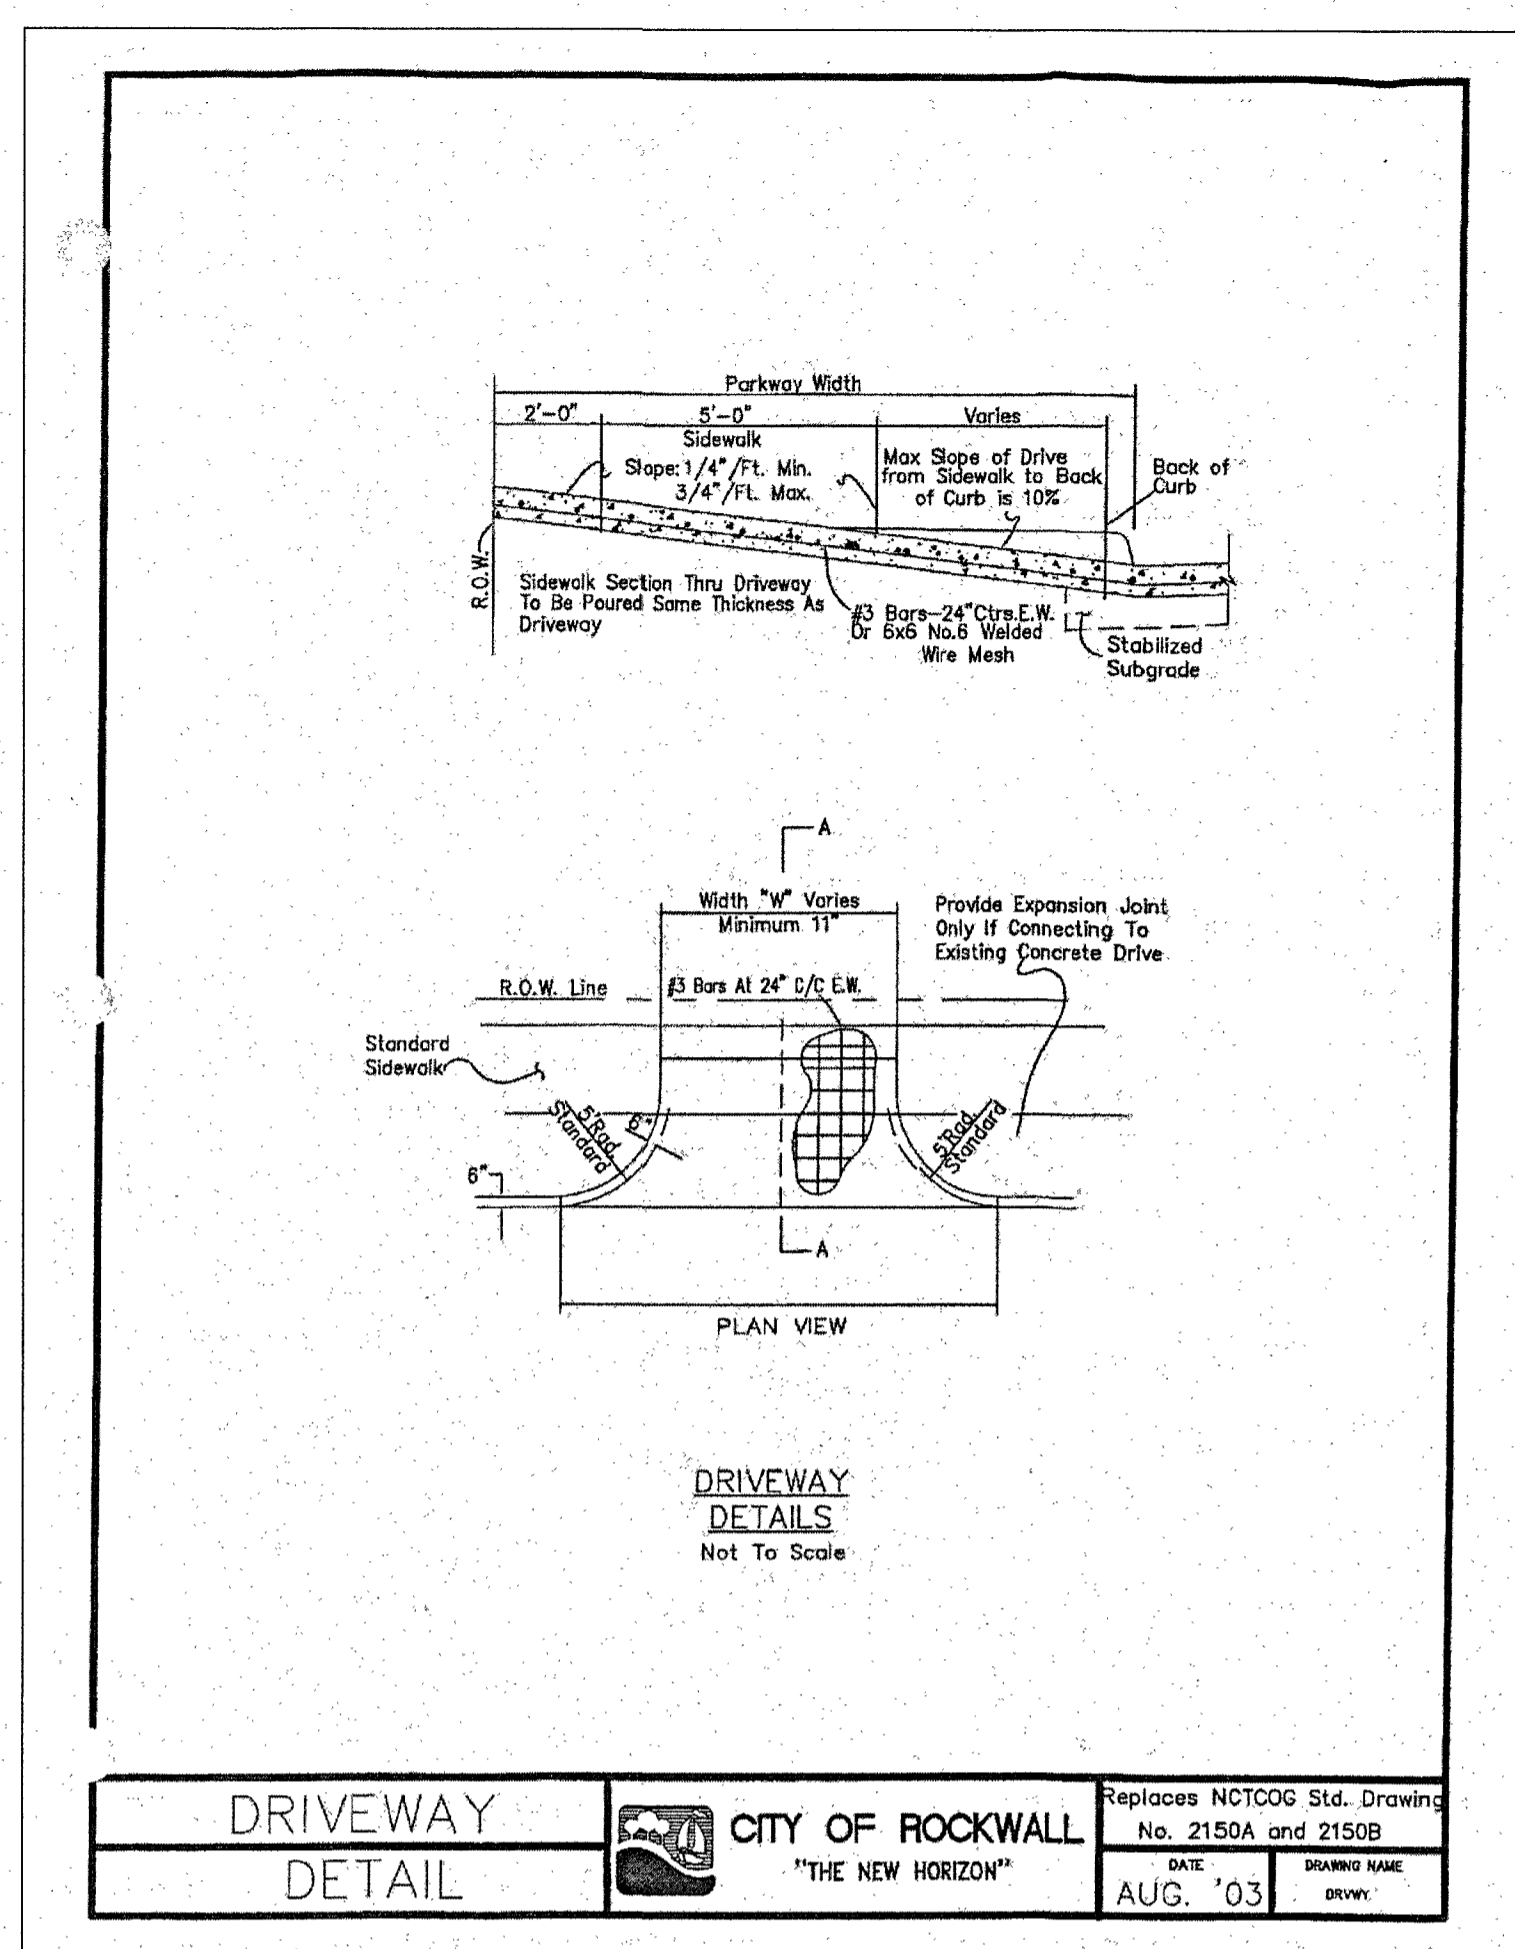 Parkway Width
2'-0"
5'-0"
Varies
Sidewalk
Slope: 1/4"/Ft. Min.
3/4"/Ft. Max.
Max Slope of Drive
from Sidewalk to Back
of Curb is 10%
Back of
Curb
R.O.W.
Sidewalk Section Thru Driveway
To Be Poured Same Thickness As
Driveway
#3 Bars-24"Ctrs.E.W.
Or 6x6 No.6 Welded
Wire Mesh
Stabilized
Subgrade
A
Width "W" Varies
Minimum 11"
Provide Expansion Joint
Only If Connecting To
Existing Concrete Drive
R.O.W. Line
#3 Bars At 24" C/C E.W.
Standard
Sidewalk
5'Rad.
Standard
6"
5'Rad.
Standard
6"
A
PLAN VIEW
DRIVEWAY
DETAILS
Not To Scale
DRIVEWAY
DETAIL
CITY OF ROCKWALL
"THE NEW HORIZON"
Replaces NCTCOG Std. Drawing
No. 2150A and 2150B
DATE
AUG. '03
DRAWING NAME
DRVWY.